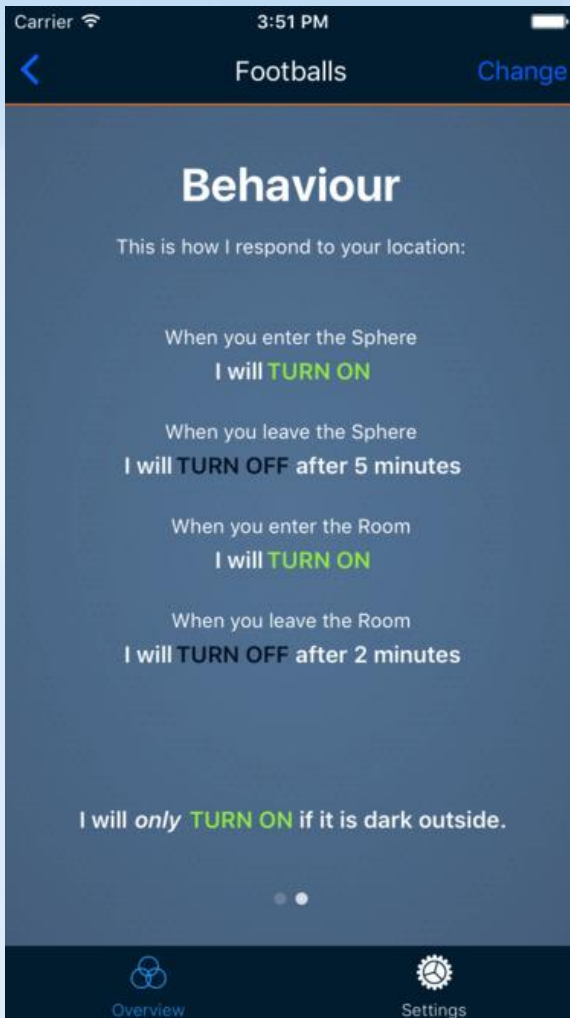 Carrier 3:51 PM
Footballs Change
Behaviour
This is how I respond to your location:
When you enter the Sphere
I will TURN ON
When you leave the Sphere
I will TURN OFF after 5 minutes
When you enter the Room
I will TURN ON
When you leave the Room
I will TURN OFF after 2 minutes
I will only TURN ON if it is dark outside.
Overview Settings